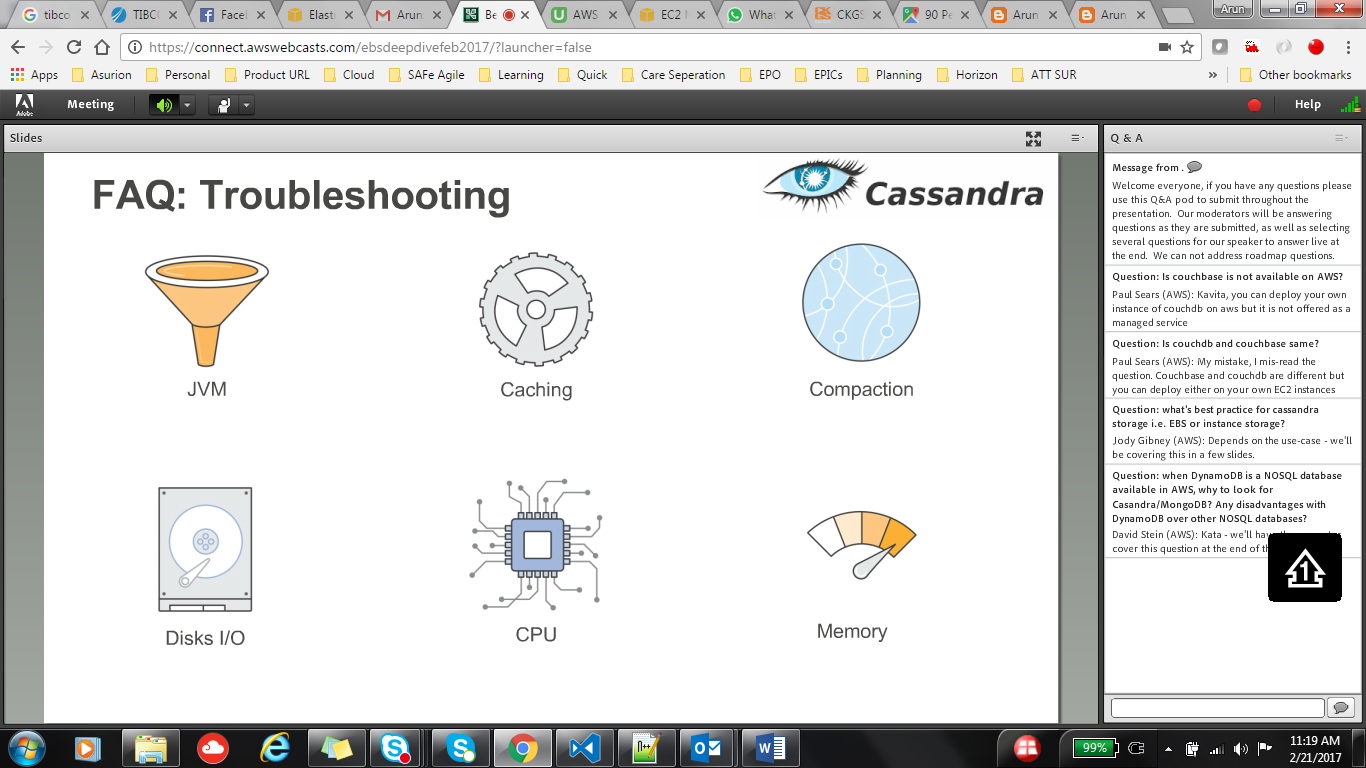 tibco
TIBC
Facel
Elasti
Arun
Be
AWS
EC2 M
What
CKGS
90 Pe
Arun
Arun
Arun
https://connect.awswebcasts.com/ebsdeepdivefeb2017/?launcher=false
Apps
Asurion
Personal
Product URL
Cloud
SAFe Agile
Learning
Quick
Care Seperation
EPO
EPICs
Planning
Horizon
ATT SUR
»
Other bookmarks
Adobe
Meeting
Help
Slides
Q & A
FAQ: Troubleshooting
Cassandra
JVM
Caching
Compaction
Disks I/O
CPU
Memory
Message from .
Welcome everyone, if you have any questions please
use this Q&A pod to submit throughout the
presentation. Our moderators will be answering
questions as they are submitted, as well as selecting
several questions for our speaker to answer live at
the end. We can not address roadmap questions.
Question: Is couchbase is not available on AWS?
Paul Sears (AWS): Kavita, you can deploy your own
instance of couchdb on aws but it is not offered as a
managed service
Question: Is couchdb and couchbase same?
Paul Sears (AWS): My mistake, I mis-read the
question. Couchbase and couchdb are different but
you can deploy either on your own EC2 instances
Question: what's best practice for cassandra
storage i.e. EBS or instance storage?
Jody Gibney (AWS): Depends on the use-case - we'll
be covering this in a few slides.
Question: when DynamoDB is a NOSQL database
available in AWS, why to look for
Casandra/MongoDB? Any disadvantages with
DynamoDB over other NOSQL databases?
David Stein (AWS): Kata - we'll have
cover this question at the end of th
1
99%
11:19 AM
2/21/2017